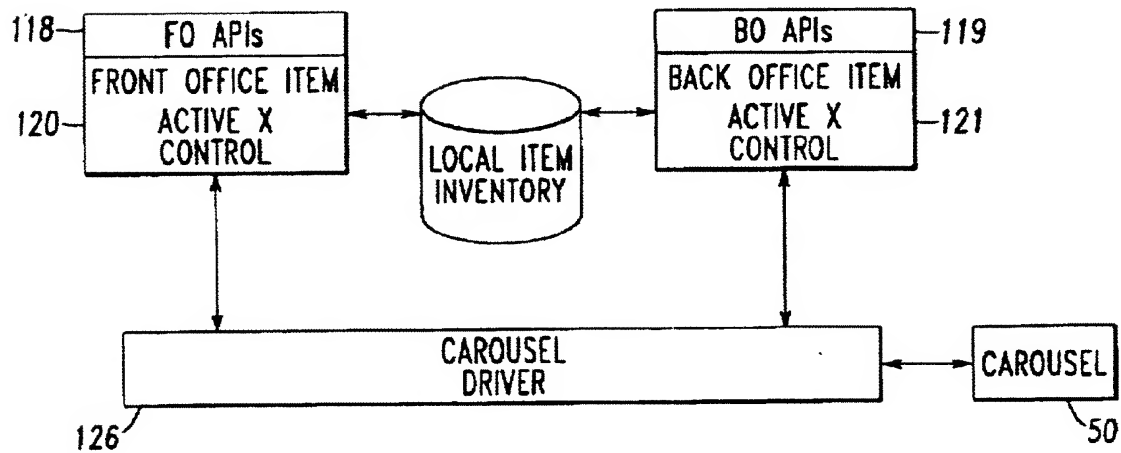 118
FO APIs
FRONT OFFICE ITEM
ACTIVE X
CONTROL
120
LOCAL ITEM
INVENTORY
BO APIs
119
BACK OFFICE ITEM
ACTIVE X
CONTROL
121
CAROUSEL
DRIVER
126
CAROUSEL
50